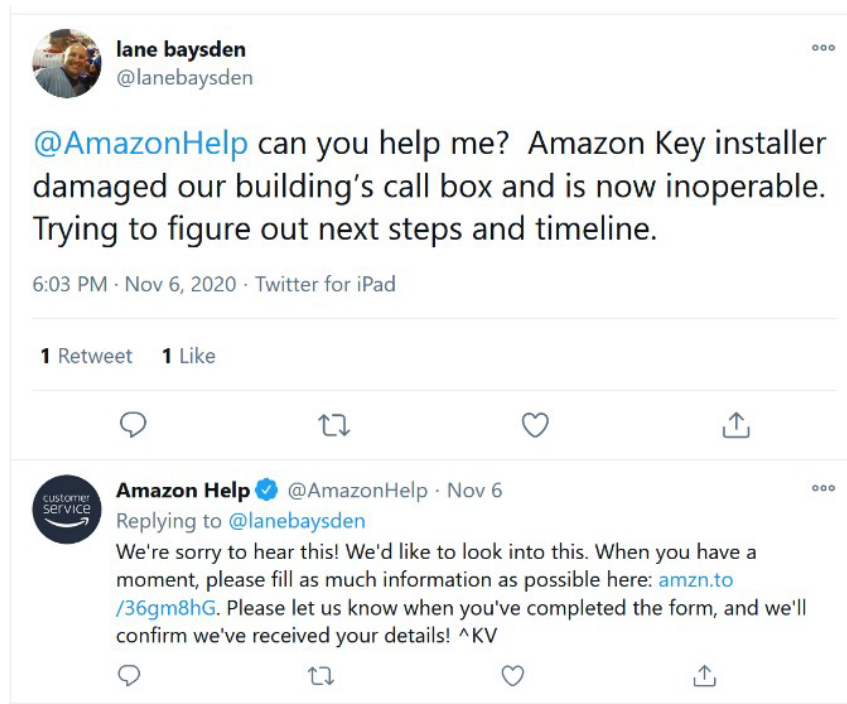 lane baysden
@lanebaysden
@AmazonHelp can you help me?  Amazon Key installer
damaged our building's call box and is now inoperable.
Trying to figure out next steps and timeline.
6:03 PM · Nov 6, 2020 · Twitter for iPad
1 Retweet 1 Like
customer
service
Amazon Help @AmazonHelp · Nov 6
Replying to @lanebaysden
We're sorry to hear this! We'd like to look into this. When you have a
moment, please fill as much information as possible here: amzn.to
/36gm8hG. Please let us know when you've completed the form, and we'll
confirm we've received your details! ^KV